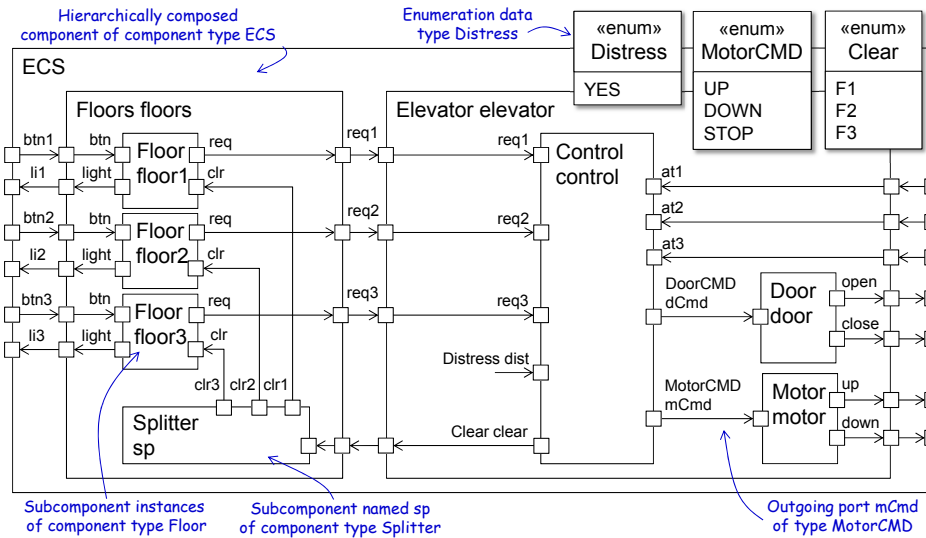 Hierarchically composed
component of component type ECS
Enumeration data
type Distress
«enum»
Distress
YES
«enum»
MotorCMD
UP
DOWN
STOP
«enum»
Clear
F1
F2
F3
ECS
Floors floors
Elevator elevator
btn1
btn
Floor
floor1
req
req1
req1
li1
light
clr
Control
control
at1
btn2
btn
Floor
floor2
req
req2
req2
at2
li2
light
clr
at3
btn3
btn
Floor
floor3
req
req3
req3
DoorCMD
dCmd
Door
door
open
close
li3
light
clr
Distress dist
clr3
clr2
clr1
MotorCMD
mCmd
Motor
motor
up
down
Splitter
sp
Clear clear
Subcomponent instances
of component type Floor
Subcomponent named sp
of component type Splitter
Outgoing port mCmd
of type MotorCMD